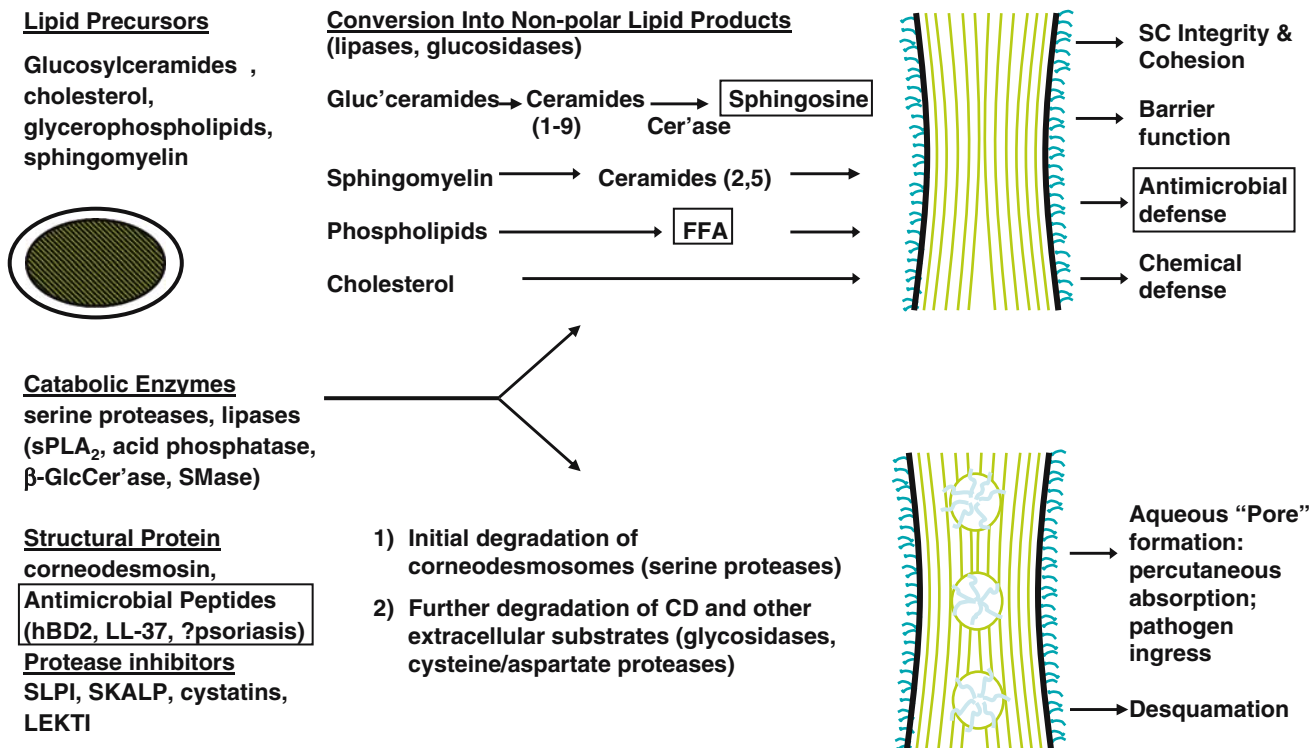 Lipid Precursors
Glucosylceramides ,
cholesterol,
glycerophospholipids,
sphingomyelin
Conversion Into Non-polar Lipid Products
(lipases, glucosidases)
Gluc’ceramides Ceramides Sphingosine
(1-9) Cer’ase
Sphingomyelin Ceramides (2,5)
Phospholipids FFA
Cholesterol
SC Integrity &
Cohesion
Barrier
function
Antimicrobial
defense
Chemical
defense
Catabolic Enzymes
serine proteases, lipases
(sPLA₂, acid phosphatase,
β-GlcCer’ase, SMase)
Structural Protein
corneodesmosin,
Antimicrobial Peptides
(hBD2, LL-37, ?psoriasis)
Protease inhibitors
SLPI, SKALP, cystatins,
LEKTI
1) Initial degradation of
corneodesmosomes (serine proteases)
2) Further degradation of CD and other
extracellular substrates (glycosidases,
cysteine/aspartate proteases)
Aqueous “Pore”
formation:
percutaneous
absorption;
pathogen
ingress
Desquamation